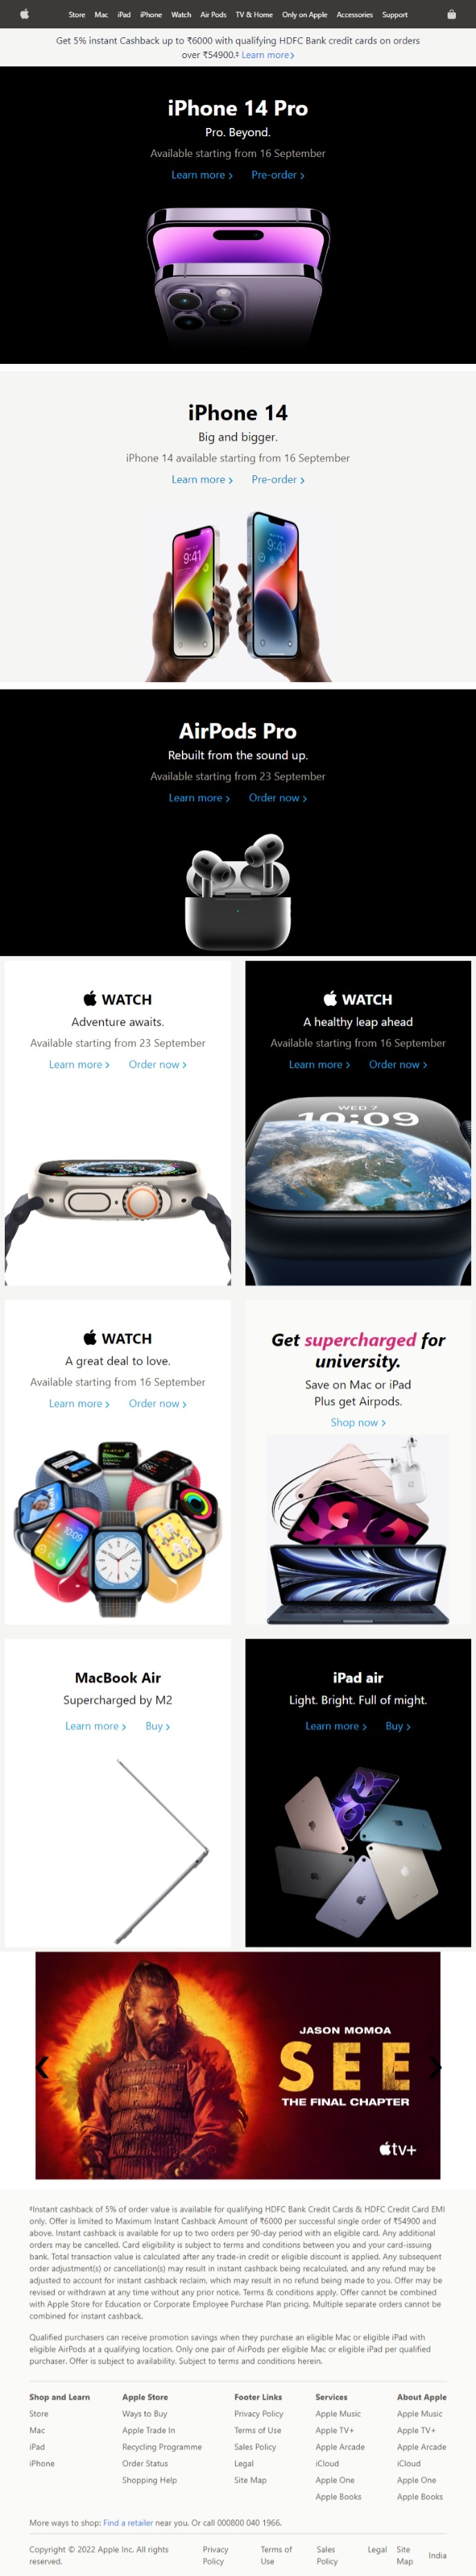 Store Mac iPad iPhone Watch Air Pods TV & Home Only on Apple Accessories Support
Get 5% instant Cashback up to ₹6000 with qualifying HDFC Bank credit cards on orders
over ₹54900.‡ Learn more >
iPhone 14 Pro
Pro. Beyond.
Available starting from 16 September
Learn more > Pre-order >
iPhone 14
Big and bigger.
iPhone 14 available starting from 16 September
Learn more > Pre-order >
9:41 9:41
AirPods Pro
Rebuilt from the sound up.
Available starting from 23 September
Learn more > Order now >
WATCH
Adventure awaits.
Available starting from 23 September
Learn more > Order now >
WATCH
A healthy leap ahead
Available starting from 16 September
Learn more > Order now >
WED 7
10:09
WATCH
A great deal to love.
Available starting from 16 September
Learn more > Order now >
10:09
Get supercharged for
university.
Save on Mac or iPad
Plus get Airpods.
Shop now >
MacBook Air
Supercharged by M2
Learn more > Buy >
iPad air
Light. Bright. Full of might.
Learn more > Buy >
JASON MOMOA
SEE
THE FINAL CHAPTER
tv+
‡Instant cashback of 5% of order value is available for qualifying HDFC Bank Credit Cards & HDFC Credit Card EMI
only. Offer is limited to Maximum Instant Cashback Amount of ₹6000 per successful single order of ₹54900 and
above. Instant cashback is available for up to two orders per 90-day period with an eligible card. Any additional
orders may be cancelled. Card eligibility is subject to terms and conditions between you and your card-issuing
bank. Total transaction value is calculated after any trade-in credit or eligible discount is applied. Any subsequent
order adjustment(s) or cancellation(s) may result in instant cashback being recalculated, and any refund may be
adjusted to account for instant cashback reclaim, which may result in no refund being made to you. Offer may be
revised or withdrawn at any time without any prior notice. Terms & conditions apply. Offer cannot be combined
with Apple Store for Education or Corporate Employee Purchase Plan pricing. Multiple separate orders cannot be
combined for instant cashback.
Qualified purchasers can receive promotion savings when they purchase an eligible Mac or eligible iPad with
eligible AirPods at a qualifying location. Only one pair of AirPods per eligible Mac or eligible iPad per qualified
purchaser. Offer is subject to availability. Subject to terms and conditions herein.
Shop and Learn Apple Store Footer Links Services About Apple
Store Ways to Buy Privacy Policy Apple Music Apple Music
Mac Apple Trade In Terms of Use Apple TV+ Apple TV+
iPad Recycling Programme Sales Policy Apple Arcade Apple Arcade
iPhone Order Status Legal iCloud iCloud
Shopping Help Site Map Apple One Apple One
Apple Books Apple Books
More ways to shop: Find a retailer near you. Or call 000800 040 1966.
Copyright © 2022 Apple Inc. All rights Privacy Terms of Sales Legal Site India
reserved. Policy Use Policy Map